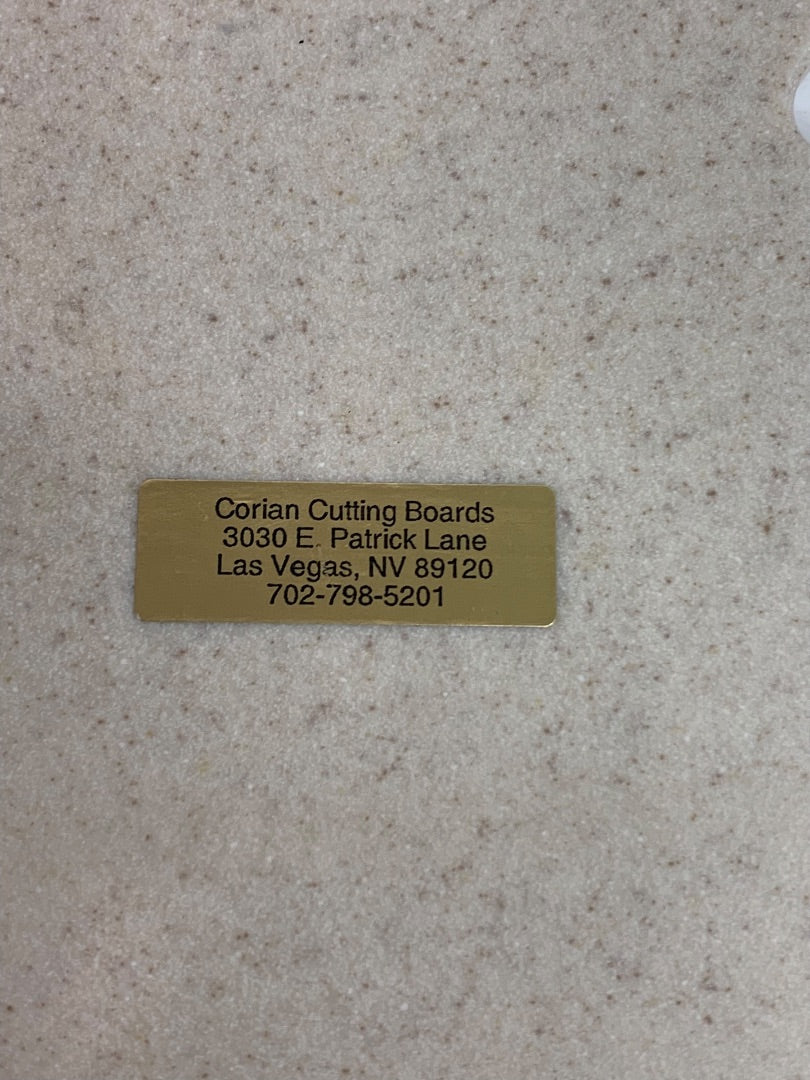 Corian Cutting Boards
3030 E. Patrick Lane
Las Vegas, NV 89120
702-798-5201